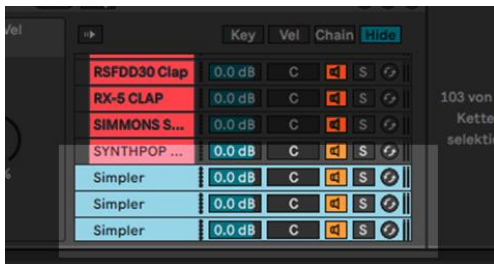 Vel
Key Vel Chain Hide
RSFDD30 Clap 0.0 dB C S
RX-5 CLAP 0.0 dB C S
103 von
SIMMONS S... 0.0 dB C S
Kette
SYNTHPOP ... 0.0 dB C S
selekti
Simpler 0.0 dB C S
%
Simpler 0.0 dB C S
Simpler 0.0 dB C S